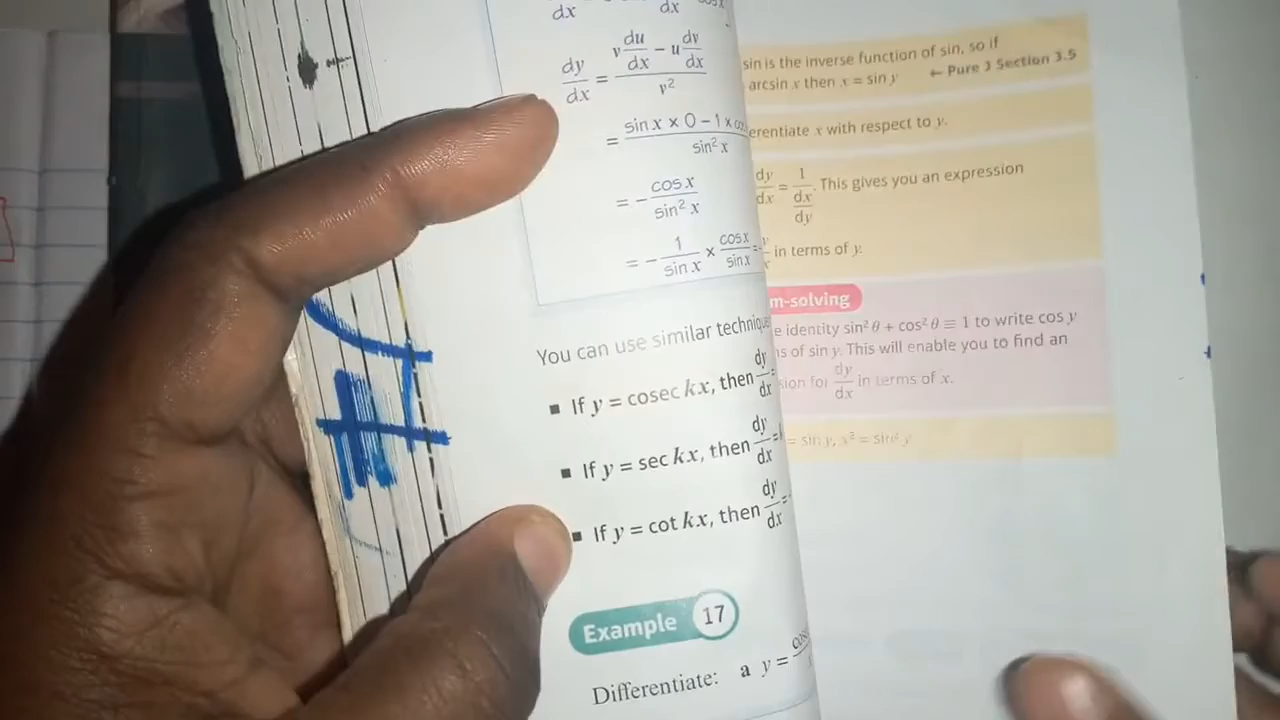 dx dx
dy/dx = (v du/dx − u dv/dx)/v²
= (sin x × 0 − 1 × co/sin² x
= − cos x/sin² x
= − 1/sin x × cos x/sin x =
You can use similar technique
■ If y = cosec kx, then dy/dx =
■ If y = sec kx, then dy/dx =
■ If y = cot kx, then dy/dx = -
Example 17
Differentiate: a y =
sin is the inverse function of sin, so if
arcsin x then x = sin y ← Pure 3 Section 3.5
erentiate x with respect to y.
dy/dx = 1/(dx/dy). This gives you an expression
in terms of y.
m-solving
e identity sin² θ + cos² θ ≡ 1 to write cos y
s of sin y. This will enable you to find an
sion for dy/dx in terms of x.
= sin y, x² = sin² y